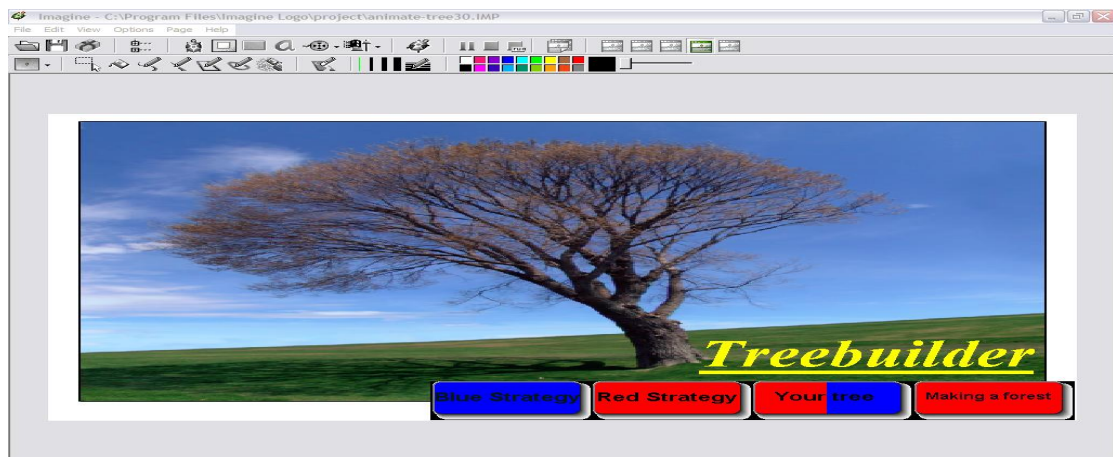 Imagine - C:\Program Files\Imagine Logo\project\animate-tree30.IMP
File Edit View Options Page Help
Treebuilder
Blue Strategy Red Strategy Your tree Making a forest